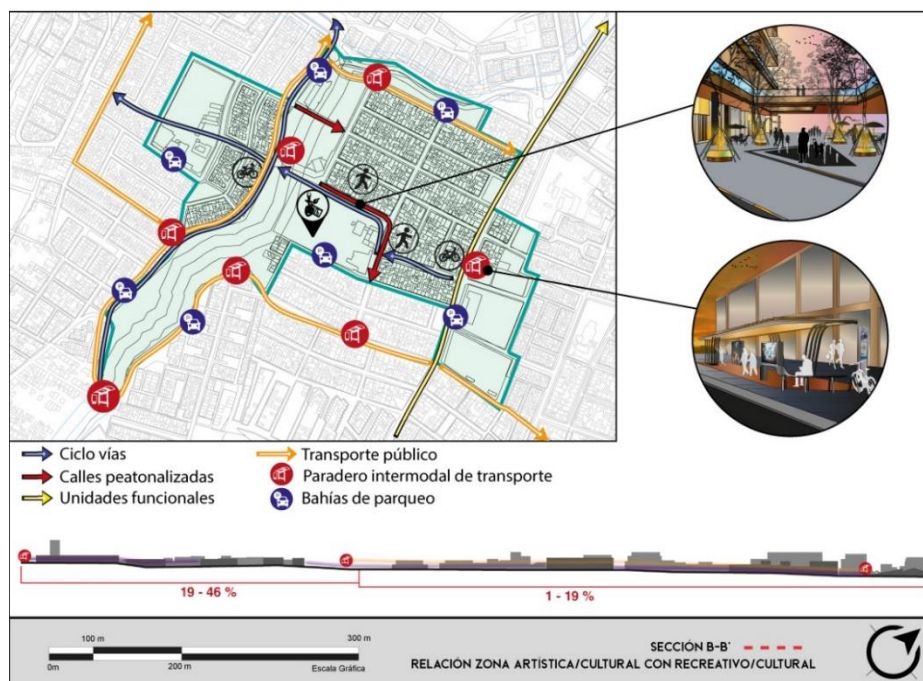 Ciclo vías
Calles peatonalizadas
Unidades funcionales
Transporte público
Paradero intermodal de transporte
Bahías de parqueo
19 - 46 %
1 - 19 %
100 m
300 m
0m
200 m
Escala Gráfica
SECCIÓN B-B'
RELACIÓN ZONA ARTÍSTICA/CULTURAL CON RECREATIVO/CULTURAL